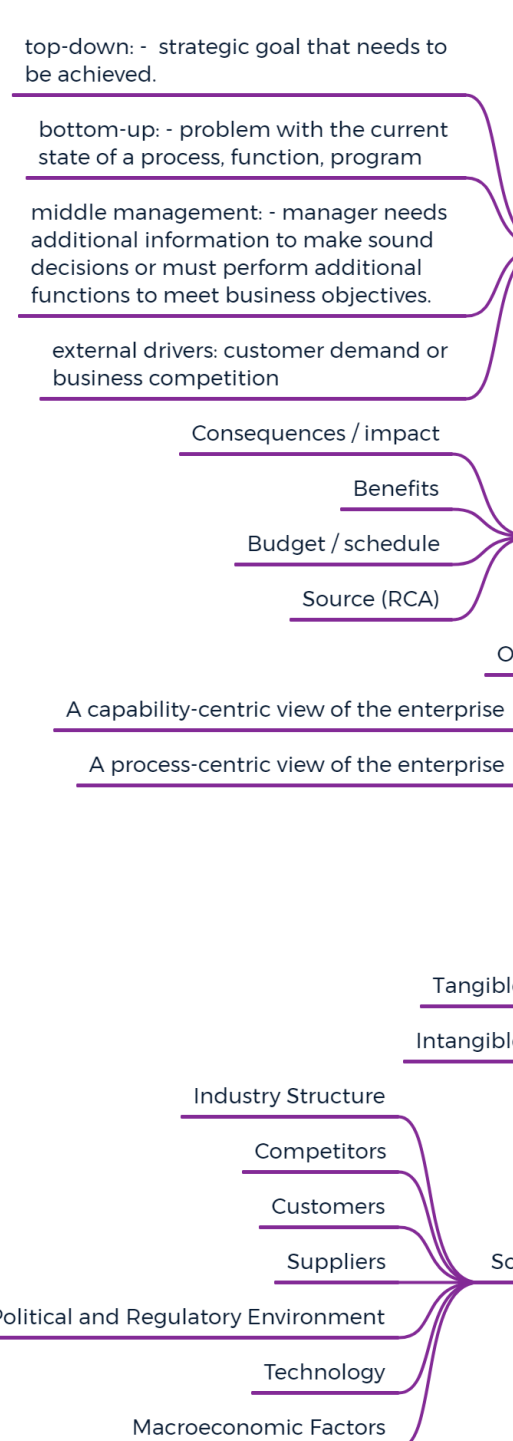 top-down: -  strategic goal that needs to
be achieved.
bottom-up: - problem with the current
state of a process, function, program
middle management: - manager needs
additional information to make sound
decisions or must perform additional
functions to meet business objectives.
external drivers: customer demand or
business competition
Consequences / impact
Benefits
Budget / schedule
Source (RCA)
A capability-centric view of the enterprise
A process-centric view of the enterprise
Industry Structure
Competitors
Customers
Suppliers
Political and Regulatory Environment
Technology
Macroeconomic Factors